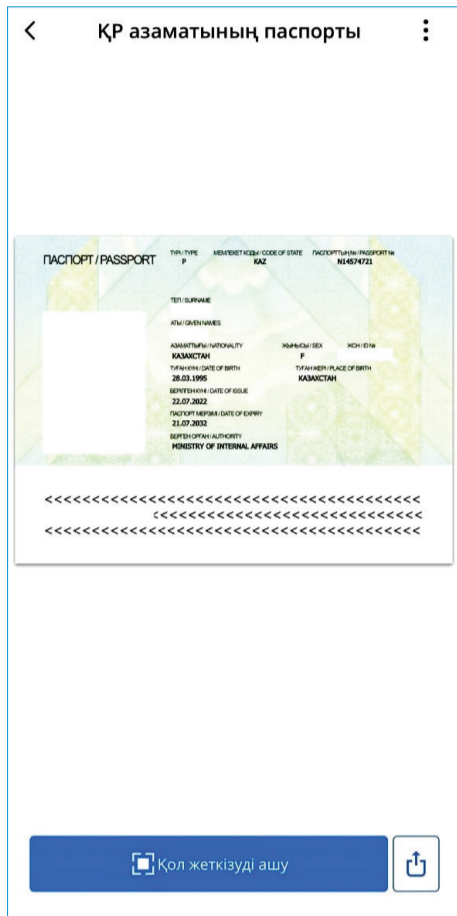 ҚР азаматының паспорты
ПАСПОРТ / PASSPORT
ТҮРІ / TYPE МЕМЛЕКЕТ КОДЫ / CODE OF STATE ПАСПОРТТЫҢ № / PASSPORT №
P KAZ N14574721
ТЕГІ / SURNAME
АТЫ / GIVEN NAMES
АЗАМАТТЫҒЫ / NATIONALITY ЖЫНЫСЫ / SEX ЖСН / ID №
КАЗАХСТАН F
ТУҒАН КҮНІ / DATE OF BIRTH ТУҒАН ЖЕРІ / PLACE OF BIRTH
28.03.1995 КАЗАХСТАН
БЕРІЛГЕН КҮНІ / DATE OF ISSUE
22.07.2022
ПАСПОРТ МЕРЗІМІ / DATE OF EXPIRY
21.07.2032
БЕРГЕН ОРГАН / AUTHORITY
MINISTRY OF INTERNAL AFFAIRS
<<<<<<<<<<<<<<<<<<<<<<<<<<<<<<<<<<<<<<<<
<<<<<<<<<<<<<<<<<<<<<<<<<<<<
<<<<<<<<<<<<<<<<<<<<<<<<<<<<<<<<<<<<<<<<
Қол жеткізуді ашу